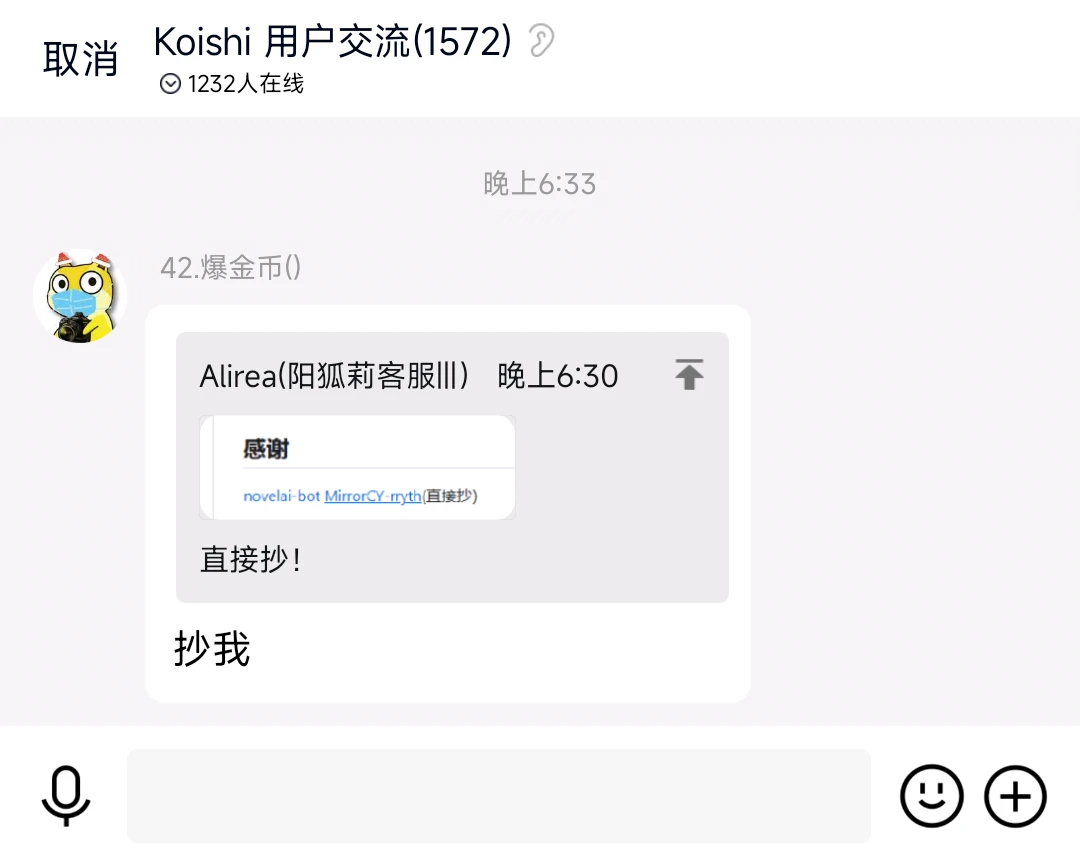 取消
Koishi 用户交流(1572)
1232人在线
晚上6:33
42.爆金币()
Alirea(阳狐莉客服|||) 晚上6:30
感谢
novelai-bot MirrorCY-rryth(直接抄)
直接抄！
抄我